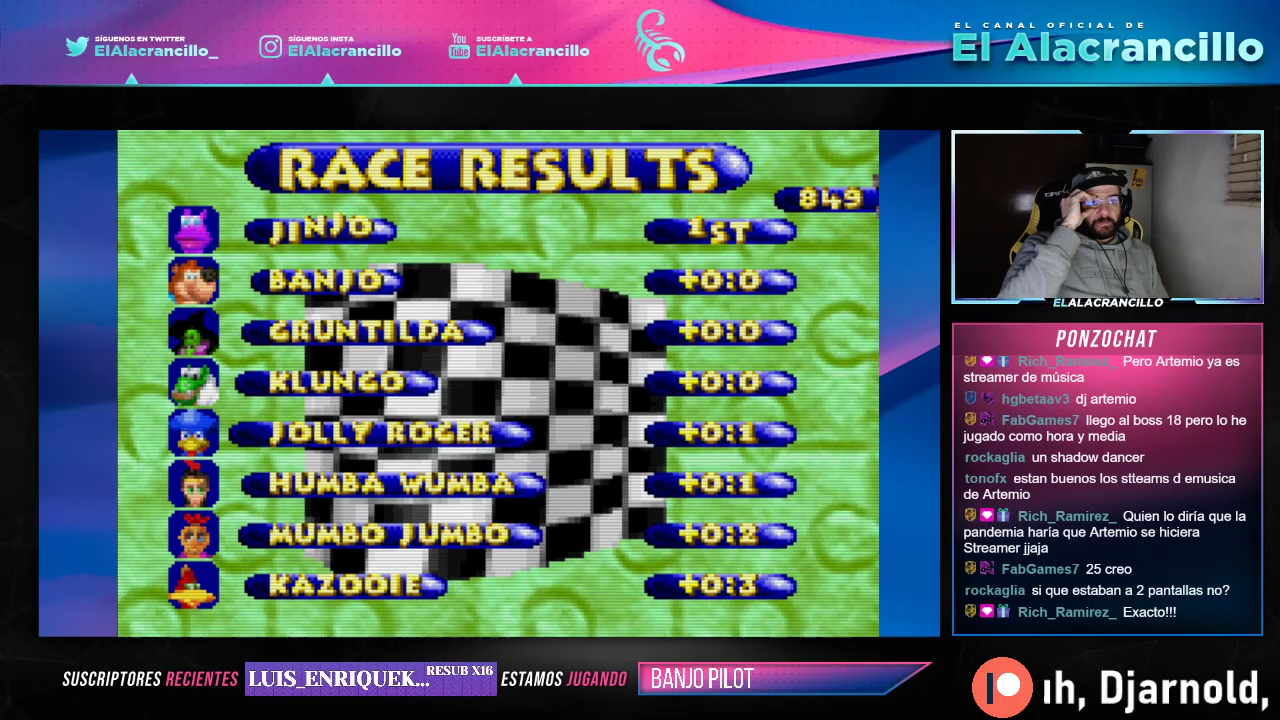 SÍGUENOS EN TWITTER
ElAlacrancillo_
SÍGUENOS INSTA
ElAlacrancillo
You Tube
SUSCRÍBETE A
ElAlacrancillo
EL CANAL OFICIAL DE
El Alacrancillo
RACE RESULTS
849
JINJO 1ST
BANJO +0:0
GRUNTILDA +0:0
KLUNGO +0:0
JOLLY ROGER +0:1
HUMBA WUMBA +0:1
MUMBO JUMBO +0:2
KAZOOIE +0:3
ELALACRANCILLO
PONZOCHAT
Rich_Ramirez_ Pero Artemio ya es
streamer de música
hgbetaav3 dj artemio
FabGames7 llego al boss 18 pero lo he
jugado como hora y media
rockaglia un shadow dancer
tonofx estan buenos los stteams d emusica
de Artemio
Rich_Ramirez_ Quien lo diría que la
pandemia haría que Artemio se hiciera
Streamer jjaja
FabGames7 25 creo
rockaglia si que estaban a 2 pantallas no?
Rich_Ramirez_ Exacto!!!
SUSCRIPTORES RECIENTES
LUIS_ENRIQUEK... RESUB X16
ESTAMOS JUGANDO
BANJO PILOT
h, Djarnold,